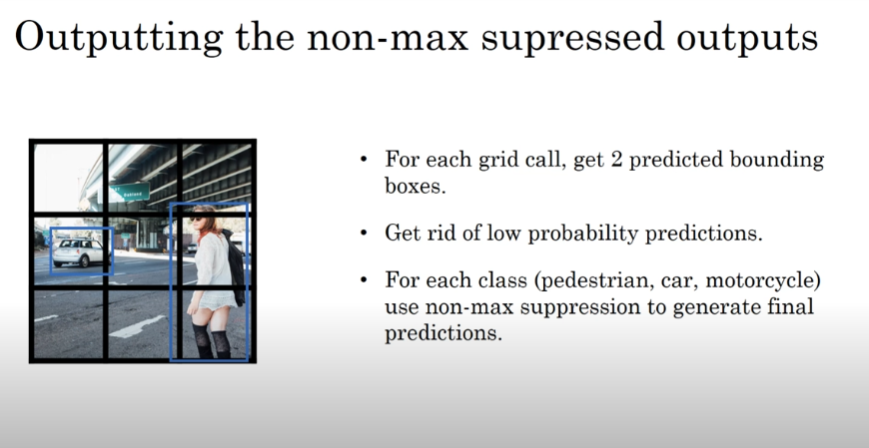 Outputting the non-max supressed outputs
• For each grid call, get 2 predicted bounding
boxes.
• Get rid of low probability predictions.
• For each class (pedestrian, car, motorcycle)
use non-max suppression to generate final
predictions.